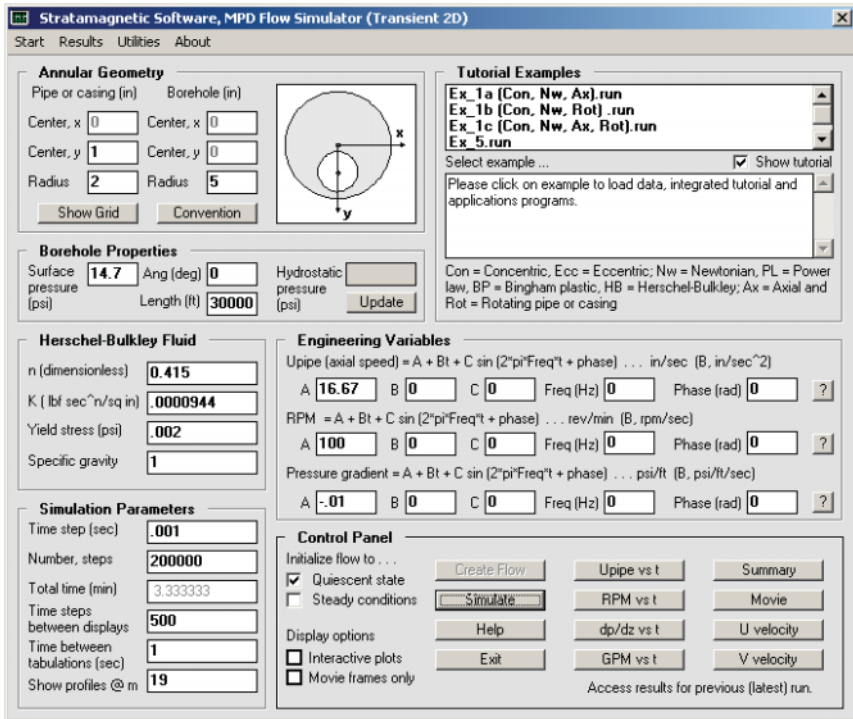 Stratamagnetic Software, MPD Flow Simulator (Transient 2D)
Start Results Utilities About
Annular Geometry
Pipe or casing (in) Borehole (in)
Center, x 0 Center, x 0
Center, y 1 Center, y 0
Radius 2 Radius 5
Show Grid Convention
x
y
Tutorial Examples
Ex_1a (Con, Nw, Ax).run
Ex_1b (Con, Nw, Rot) .run
Ex_1c (Con, Nw, Ax, Rot).run
Ex_5.run
Select example ... Show tutorial
Please click on example to load data, integrated tutorial and
applications programs.
Con = Concentric, Ecc = Eccentric; Nw = Newtonian, PL = Power
law, BP = Bingham plastic, HB = Herschel-Bulkley; Ax = Axial and
Rot = Rotating pipe or casing
Borehole Properties
Surface pressure (psi) 14.7 Ang (deg) 0
Length (ft) 30000
Hydrostatic pressure (psi) Update
Herschel-Bulkley Fluid
n (dimensionless) 0.415
K ( lbf sec^n/sq in) .0000944
Yield stress (psi) .002
Specific gravity 1
Engineering Variables
Upipe (axial speed) = A + Bt + C sin (2*pi*Freq*t + phase) . . . in/sec (B, in/sec^2)
A 16.67 B 0 C 0 Freq (Hz) 0 Phase (rad) 0 ?
RPM = A + Bt + C sin (2*pi*Freq*t + phase) . . . rev/min (B, rpm/sec)
A 100 B 0 C 0 Freq (Hz) 0 Phase (rad) 0 ?
Pressure gradient = A + Bt + C sin (2*pi*Freq*t + phase) . . . psi/ft (B, psi/ft/sec)
A -.01 B 0 C 0 Freq (Hz) 0 Phase (rad) 0 ?
Simulation Parameters
Time step (sec) .001
Number, steps 200000
Total time (min) 3.333333
Time steps between displays 500
Time between tabulations (sec) 1
Show profiles @ m 19
Control Panel
Initialize flow to . . .
Quiescent state
Steady conditions
Display options
Interactive plots
Movie frames only
Create Flow Upipe vs t Summary
Simulate RPM vs t Movie
Help dp/dz vs t U velocity
Exit GPM vs t V velocity
Access results for previous (latest) run.